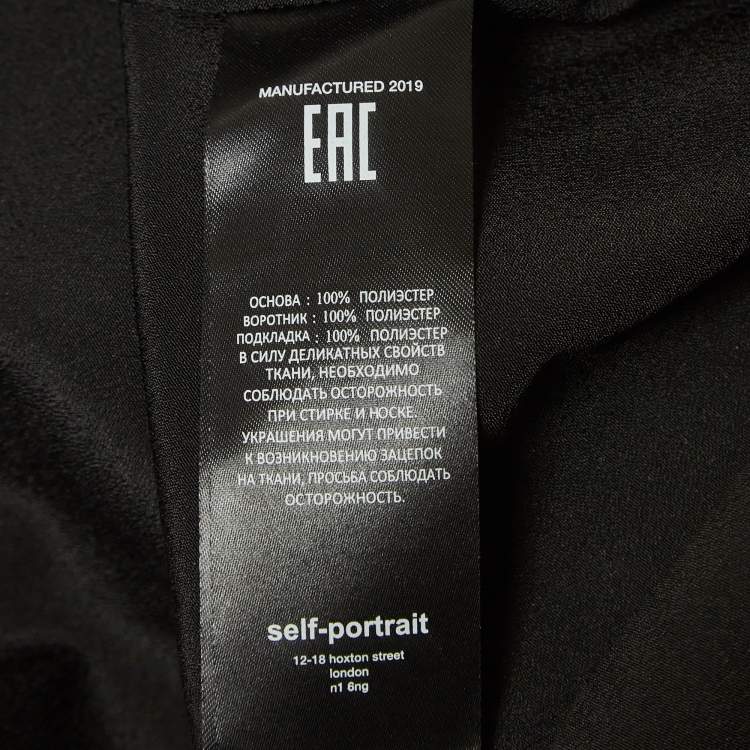 MANUFACTURED 2019
EAC
ОСНОВА : 100% ПОЛИЭСТЕР
ВОРОТНИК : 100% ПОЛИЭСТЕР
ПОДКЛАДКА : 100% ПОЛИЭСТЕР
В СИЛУ ДЕЛИКАТНЫХ СВОЙСТВ
ТКАНИ, НЕОБХОДИМО
СОБЛЮДАТЬ ОСТОРОЖНОСТЬ
ПРИ СТИРКЕ И НОСКЕ.
УКРАШЕНИЯ МОГУТ ПРИВЕСТИ
К ВОЗНИКНОВЕНИЮ ЗАЦЕПОК
НА ТКАНИ, ПРОСЬБА СОБЛЮДАТЬ
ОСТОРОЖНОСТЬ.
self-portrait
12-18 hoxton street
london
n1 6ng